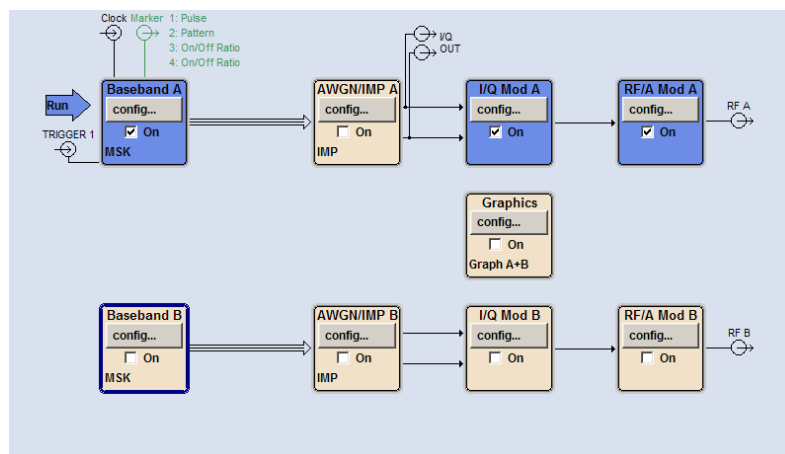 Clock Marker 1: Pulse
2: Pattern
3: On/Off Ratio
4: On/Off Ratio
I/Q
OUT
Baseband A
config...
On
MSK
Run
TRIGGER 1
AWGN/IMP A
config...
On
IMP
I/Q Mod A
config...
On
RF/A Mod A
config...
On
RF A
Graphics
config...
On
Graph A+B
Baseband B
config...
On
MSK
AWGN/IMP B
config...
On
IMP
I/Q Mod B
config...
On
RF/A Mod B
config...
On
RF B